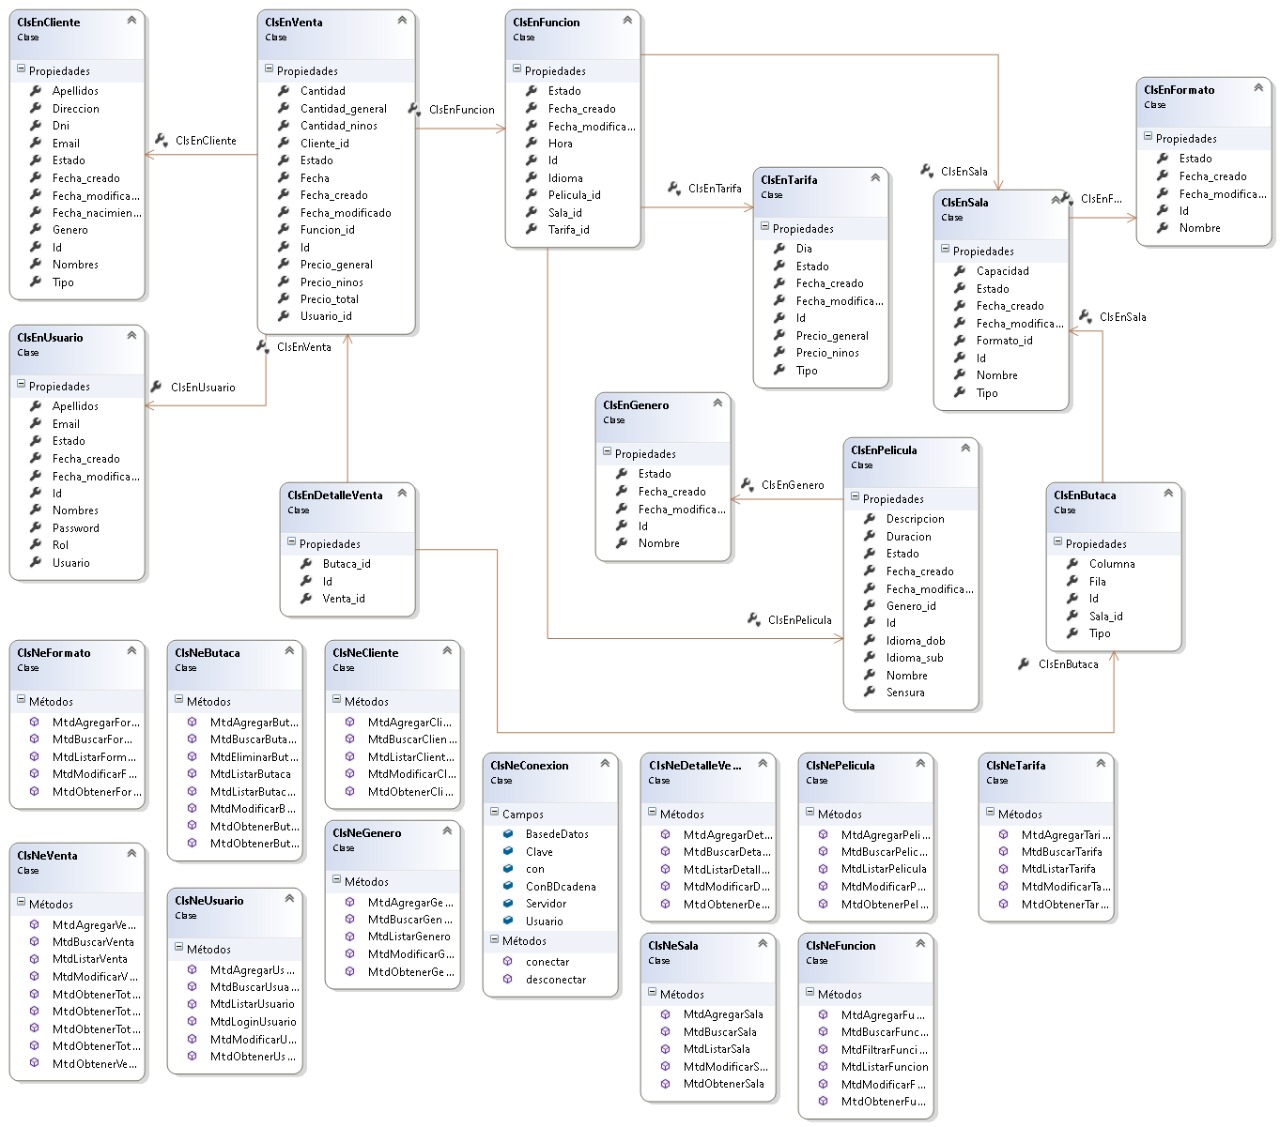 ClsEnCliente
Clase
Propiedades
Apellidos
Direccion
Dni
Email
Estado
Fecha_creado
Fecha_modifica...
Fecha_nacimien...
Genero
Id
Nombres
Tipo
ClsEnCliente
ClsEnVenta
Clase
Propiedades
Cantidad
Cantidad_general
Cantidad_ninos
Cliente_id
Estado
Fecha
Fecha_creado
Fecha_modificado
Funcion_id
Id
Precio_general
Precio_ninos
Precio_total
Usuario_id
ClsEnFuncion
ClsEnFuncion
Clase
Propiedades
Estado
Fecha_creado
Fecha_modifica...
Hora
Id
Idioma
Pelicula_id
Sala_id
Tarifa_id
ClsEnTarifa
ClsEnTarifa
Clase
Propiedades
Dia
Estado
Fecha_creado
Fecha_modifica...
Id
Precio_general
Precio_ninos
Tipo
ClsEnSala
ClsEnSala
Clase
Propiedades
Capacidad
Estado
Fecha_creado
Fecha_modifica...
Formato_id
Id
Nombre
Tipo
ClsEnF...
ClsEnFormato
Clase
Propiedades
Estado
Fecha_creado
Fecha_modifica...
Id
Nombre
ClsEnSala
ClsEnUsuario
Clase
Propiedades
Apellidos
Email
Estado
Fecha_creado
Fecha_modifica...
Id
Nombres
Password
Rol
Usuario
ClsEnUsuario
ClsEnVenta
ClsEnDetalleVenta
Clase
Propiedades
Butaca_id
Id
Venta_id
ClsEnGenero
Clase
Propiedades
Estado
Fecha_creado
Fecha_modifica...
Id
Nombre
ClsEnGenero
ClsEnPelicula
ClsEnPelicula
Clase
Propiedades
Descripcion
Duracion
Estado
Fecha_creado
Fecha_modifica...
Genero_id
Id
Idioma_dob
Idioma_sub
Nombre
Sensura
ClsEnButaca
Clase
Propiedades
Columna
Fila
Id
Sala_id
Tipo
ClsEnButaca
ClsNeFormato
Clase
Métodos
MtdAgregarFor...
MtdBuscarFor...
MtdListarForm...
MtdModificarF...
MtdObtenerFor...
ClsNeButaca
Clase
Métodos
MtdAgregarBut...
MtdBuscarButa...
MtdEliminarBut...
MtdListarButaca
MtdListarButac...
MtdModificarB...
MtdObtenerBut...
MtdObtenerBut...
ClsNeCliente
Clase
Métodos
MtdAgregarCli...
MtdBuscarClien...
MtdListarClient...
MtdModificarCl...
MtdObtenerCli...
ClsNeVenta
Clase
Métodos
MtdAgregarVe...
MtdBuscarVenta
MtdListarVenta
MtdModificarV...
MtdObtenerTot...
MtdObtenerTot...
MtdObtenerTot...
MtdObtenerTot...
MtdObtenerVe...
ClsNeUsuario
Clase
Métodos
MtdAgregarUs...
MtdBuscarUsua...
MtdListarUsuario
MtdLoginUsuario
MtdModificarU...
MtdObtenerUs...
ClsNeGenero
Clase
Métodos
MtdAgregarGe...
MtdBuscarGen...
MtdListarGenero
MtdModificarG...
MtdObtenerGe...
ClsNeConexion
Clase
Campos
BasedeDatos
Clave
con
ConBDcadena
Servidor
Usuario
Métodos
conectar
desconectar
ClsNeDetalleVe...
Clase
Métodos
MtdAgregarDet...
MtdBuscarDeta...
MtdListarDetall...
MtdModificarD...
MtdObtenerDe...
ClsNePelicula
Clase
Métodos
MtdAgregarPeli...
MtdBuscarPelic...
MtdListarPelicula
MtdModificarP...
MtdObtenerPel...
ClsNeTarifa
Clase
Métodos
MtdAgregarTari...
MtdBuscarTarifa
MtdListarTarifa
MtdModificarTa...
MtdObtenerTar...
ClsNeSala
Clase
Métodos
MtdAgregarSala
MtdBuscarSala
MtdListarSala
MtdModificarS...
MtdObtenerSala
ClsNeFuncion
Clase
Métodos
MtdAgregarFu...
MtdBuscarFunc...
MtdFiltrarFunci...
MtdListarFuncion
MtdModificarF...
MtdObtenerFu...